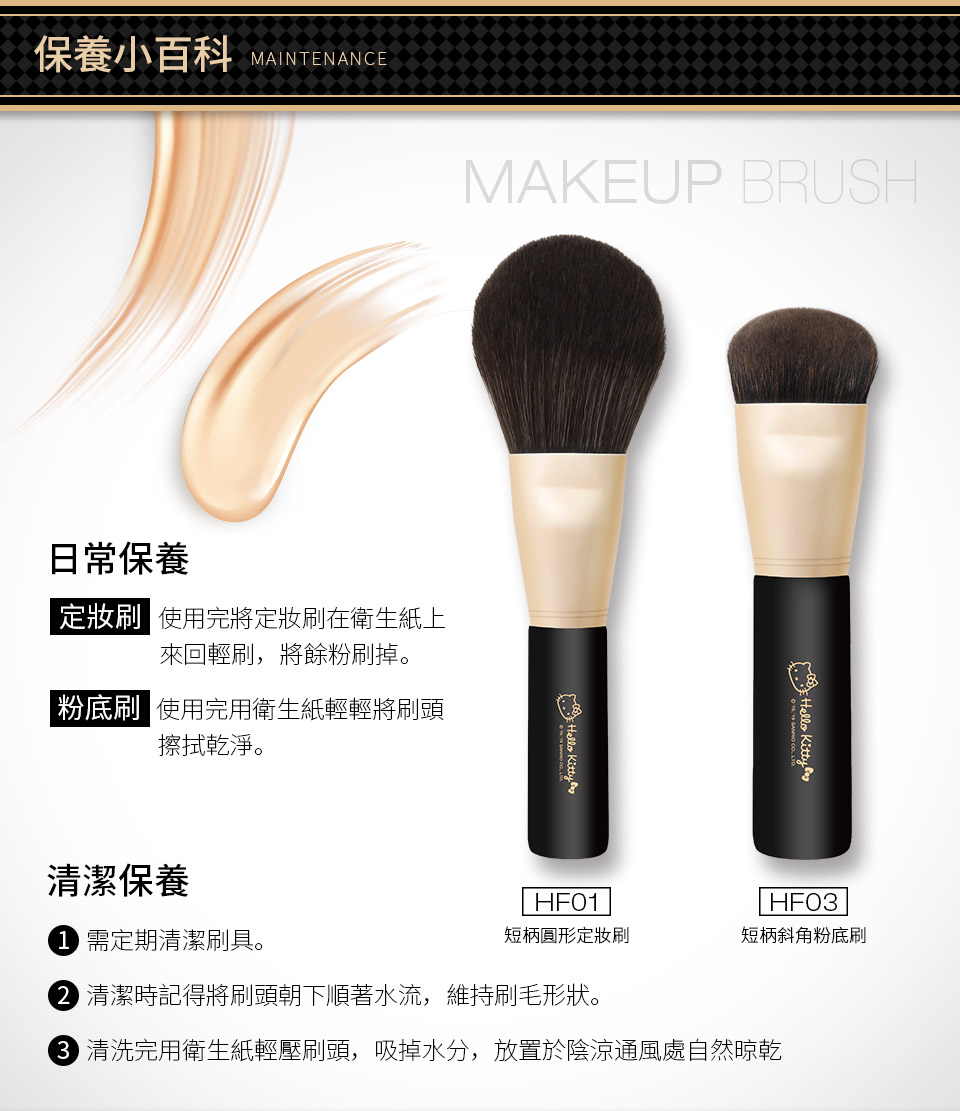 保養小百科 MAINTENANCE
MAKEUP BRUSH
日常保養
定妝刷 使用完將定妝刷在衛生紙上
來回輕刷，將餘粉刷掉。
粉底刷 使用完用衛生紙輕輕將刷頭
擦拭乾淨。
Hello Kitty
Hello Kitty
HF01
短柄圓形定妝刷
HF03
短柄斜角粉底刷
清潔保養
1 需定期清潔刷具。
2 清潔時記得將刷頭朝下順著水流，維持刷毛形狀。
3 清洗完用衛生紙輕壓刷頭，吸掉水分，放置於陰涼通風處自然晾乾